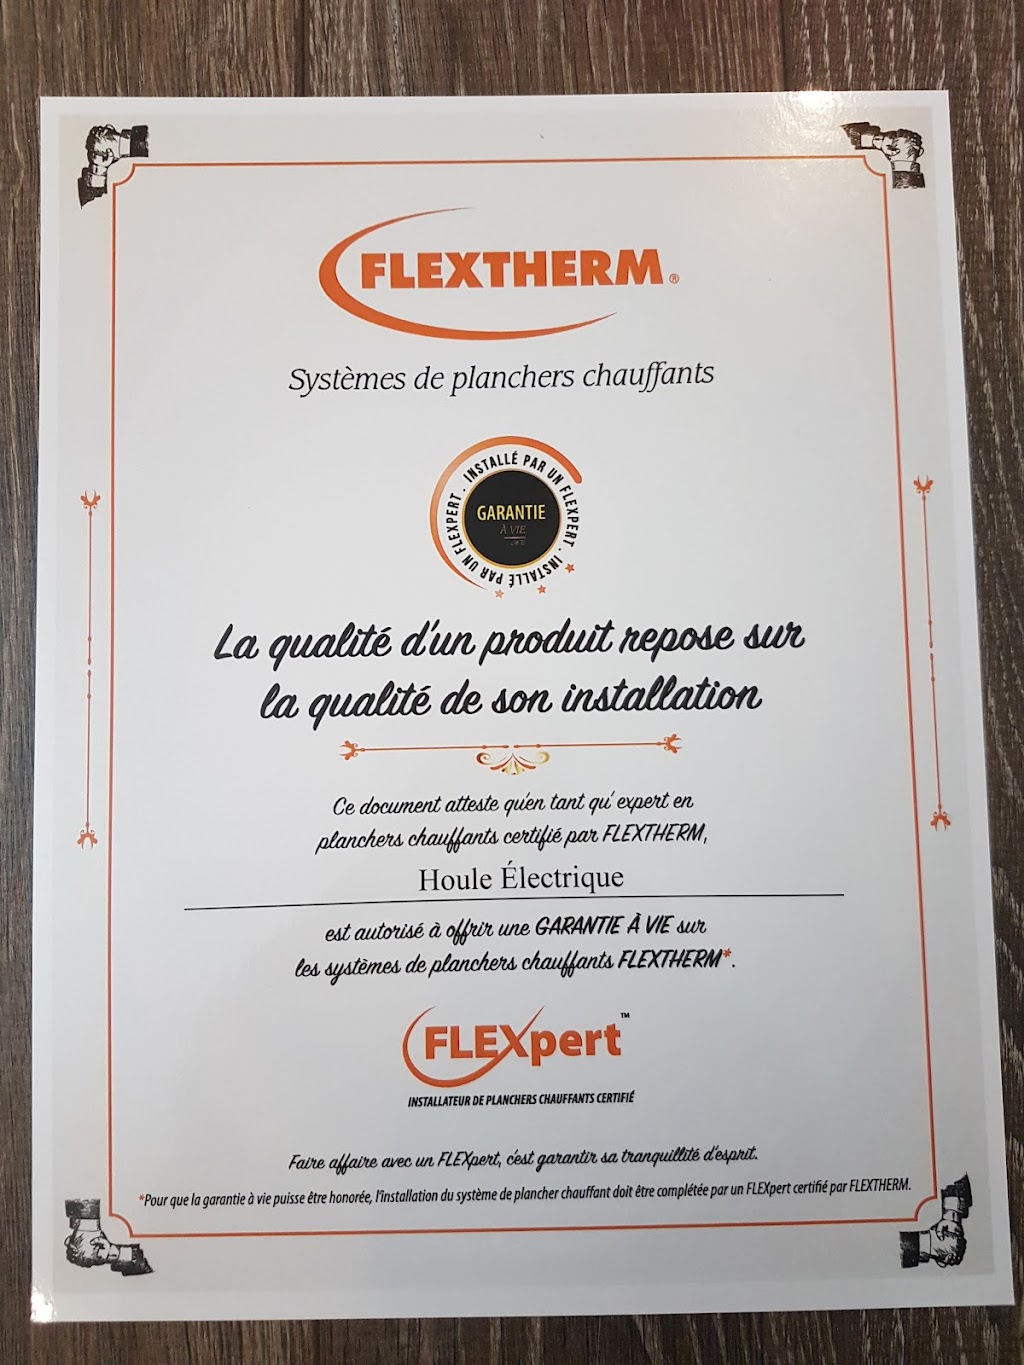 FLEXTHERM®
Systèmes de planchers chauffants
INSTALLÉ PAR UN FLEXPERT . INSTALLÉ PAR UN FLEXPERT .
GARANTIE
À VIE
La qualité d'un produit repose sur
la qualité de son installation
Ce document atteste qu'en tant qu' expert en
planchers chauffants certifié par FLEXTHERM,
Houle Électrique
est autorisé à offrir une GARANTIE À VIE sur
les systèmes de planchers chauffants FLEXTHERM*.
FLEXpert™
INSTALLATEUR DE PLANCHERS CHAUFFANTS CERTIFIÉ
Faire affaire avec un FLEXpert, c'est garantir sa tranquillité d'esprit.
*Pour que la garantie à vie puisse être honorée, l'installation du système de plancher chauffant doit être complétée par un FLEXpert certifié par FLEXTHERM.